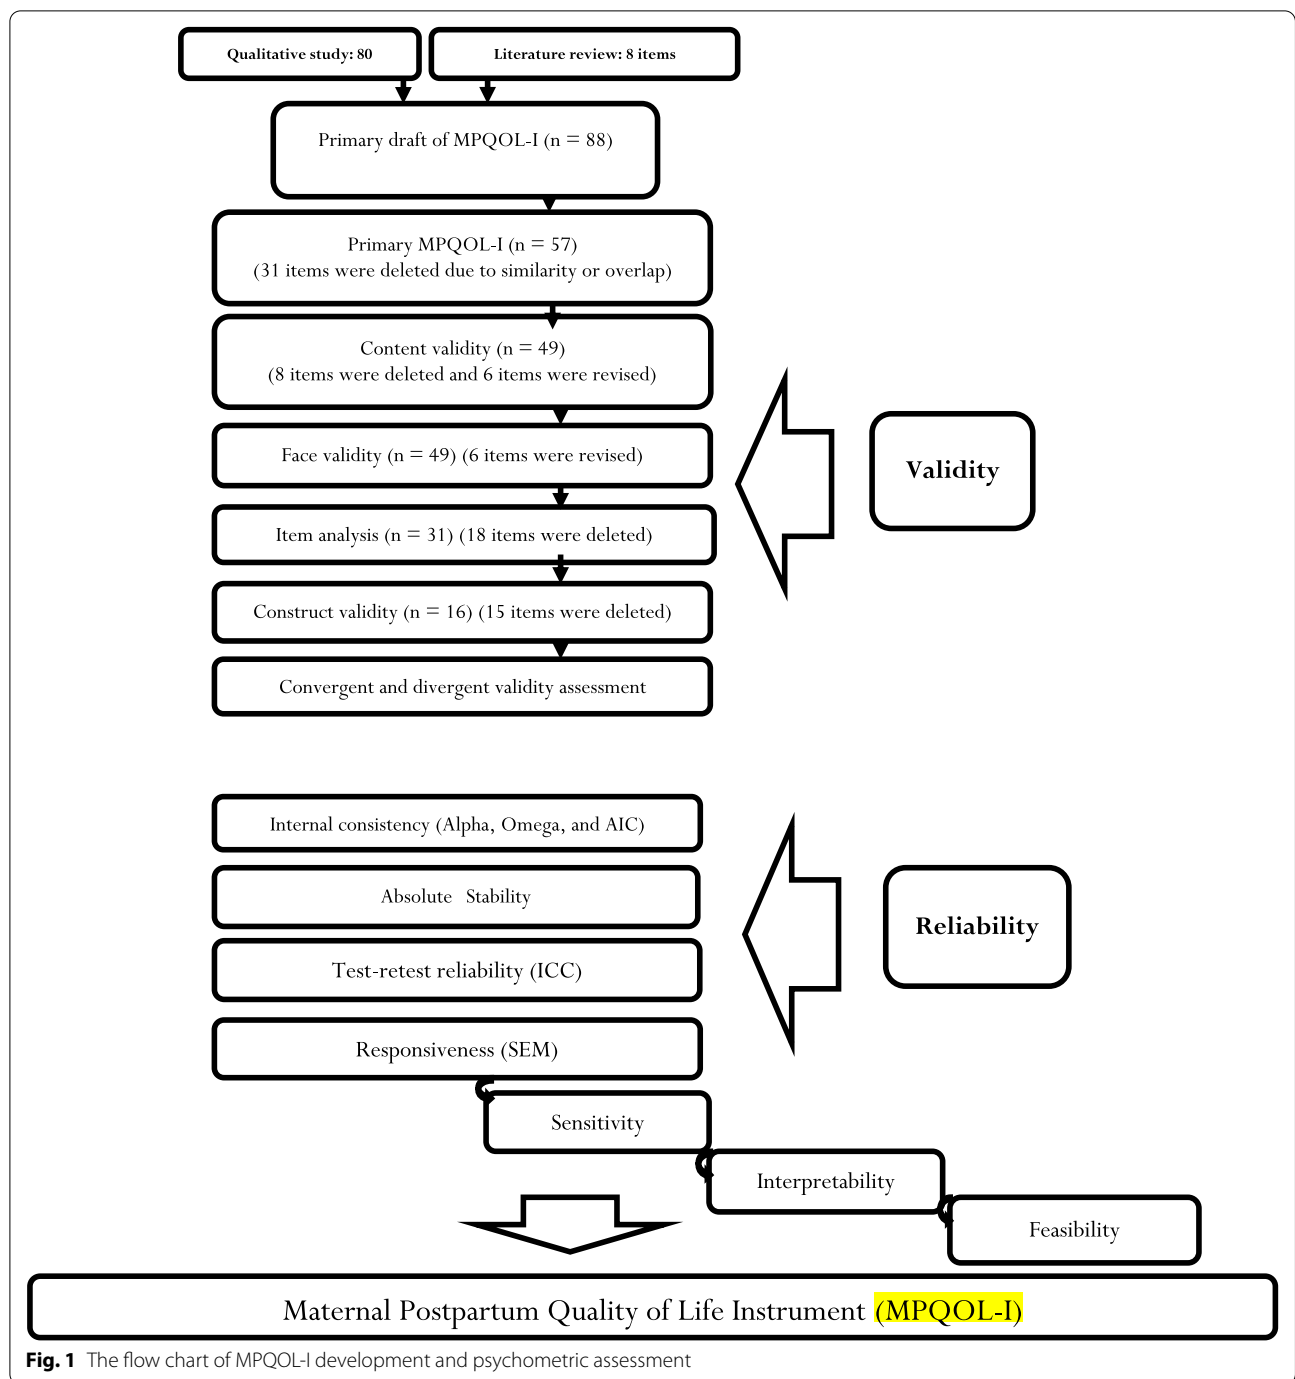 Qualitative study: 80
Literature review: 8 items
Primary draft of MPQOL-I (n = 88)
Primary MPQOL-I (n = 57)
(31 items were deleted due to similarity or overlap)
Content validity (n = 49)
(8 items were deleted and 6 items were revised)
Face validity (n = 49) (6 items were revised)
Item analysis (n = 31) (18 items were deleted)
Construct validity (n = 16) (15 items were deleted)
Convergent and divergent validity assessment
Validity
Internal consistency (Alpha, Omega, and AIC)
Absolute Stability
Test-retest reliability (ICC)
Responsiveness (SEM)
Reliability
Sensitivity
Interpretability
Feasibility
Maternal Postpartum Quality of Life Instrument (MPQOL-I)
Fig. 1 The flow chart of MPQOL-I development and psychometric assessment